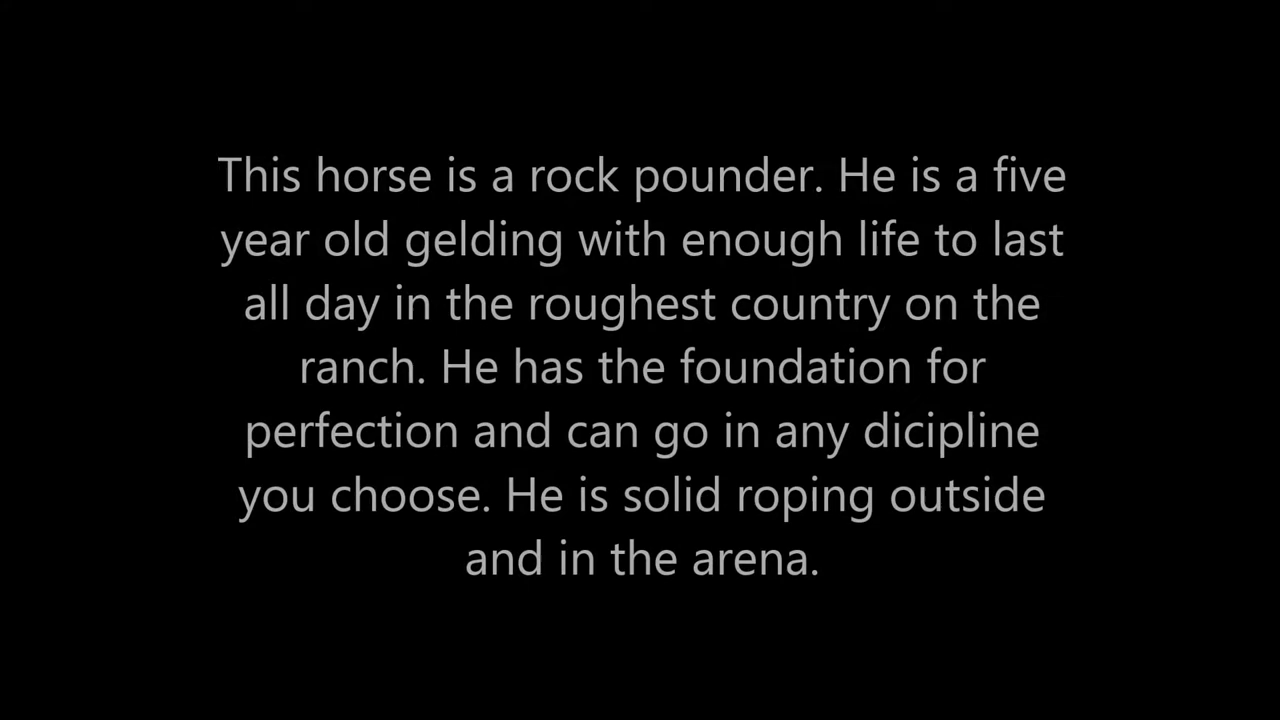 This horse is a rock pounder. He is a five
year old gelding with enough life to last
all day in the roughest country on the
ranch. He has the foundation for
perfection and can go in any dicipline
you choose. He is solid roping outside
and in the arena.